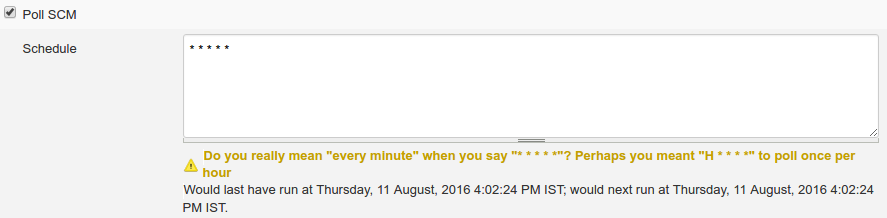 Poll SCM
Schedule
* * * * *
Do you really mean "every minute" when you say "* * * * *"? Perhaps you meant "H * * * *" to poll once per
hour
Would last have run at Thursday, 11 August, 2016 4:02:24 PM IST; would next run at Thursday, 11 August, 2016 4:02:24
PM IST.